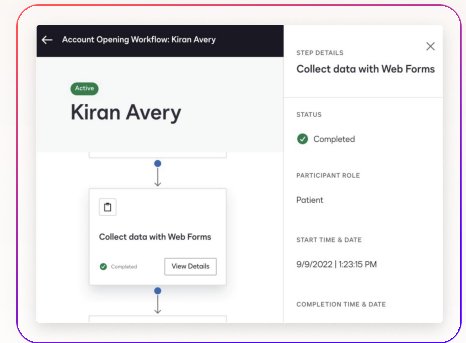 Account Opening Workflow: Kiran Avery
Active
Kiran Avery
Collect data with Web Forms
Completed
View Details
STEP DETAILS
Collect data with Web Forms
STATUS
Completed
PARTICIPANT ROLE
Patient
START TIME & DATE
9/9/2022 | 1:23:15 PM
COMPLETION TIME & DATE